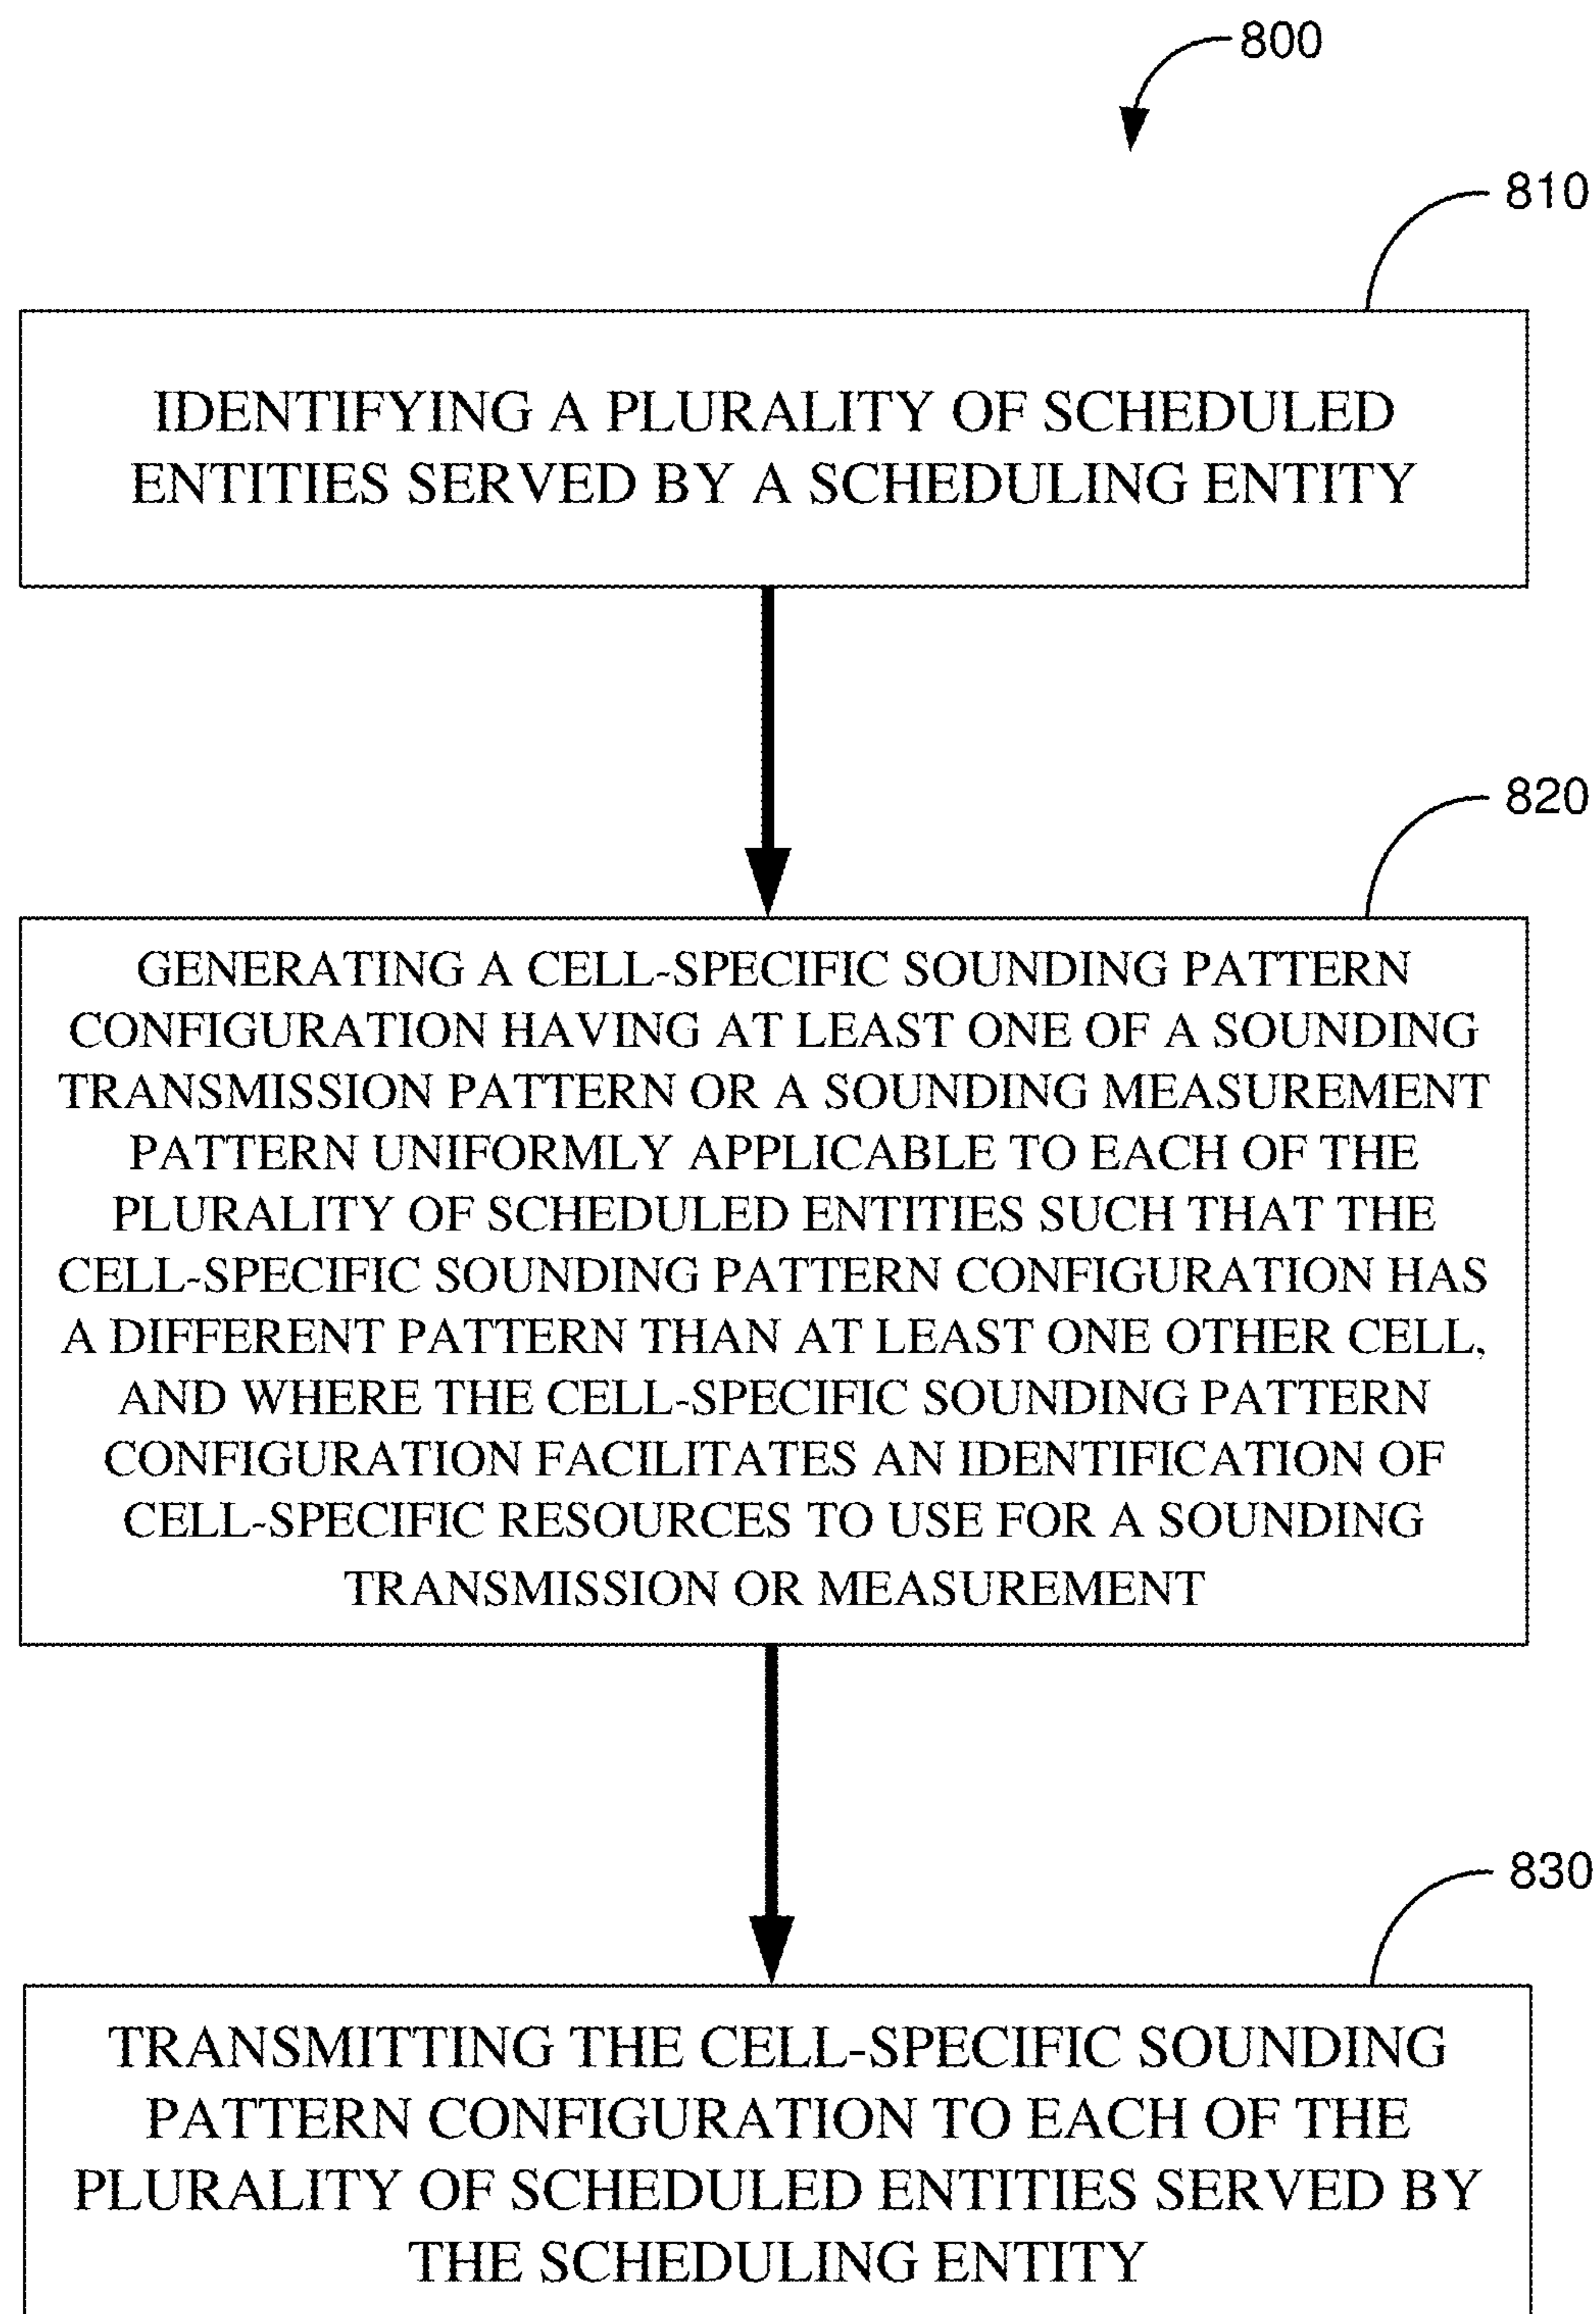 800
810
IDENTIFYING A PLURALITY OF SCHEDULED
ENTITIES SERVED BY A SCHEDULING ENTITY
820
GENERATING A CELL-SPECIFIC SOUNDING PATTERN
CONFIGURATION HAVING AT LEAST ONE OF A SOUNDING
TRANSMISSION PATTERN OR A SOUNDING MEASUREMENT
PATTERN UNIFORMLY APPLICABLE TO EACH OF THE
PLURALITY OF SCHEDULED ENTITIES SUCH THAT THE
CELL-SPECIFIC SOUNDING PATTERN CONFIGURATION HAS
A DIFFERENT PATTERN THAN AT LEAST ONE OTHER CELL,
AND WHERE THE CELL-SPECIFIC SOUNDING PATTERN
CONFIGURATION FACILITATES AN IDENTIFICATION OF
CELL-SPECIFIC RESOURCES TO USE FOR A SOUNDING
TRANSMISSION OR MEASUREMENT
830
TRANSMITTING THE CELL-SPECIFIC SOUNDING
PATTERN CONFIGURATION TO EACH OF THE
PLURALITY OF SCHEDULED ENTITIES SERVED BY
THE SCHEDULING ENTITY